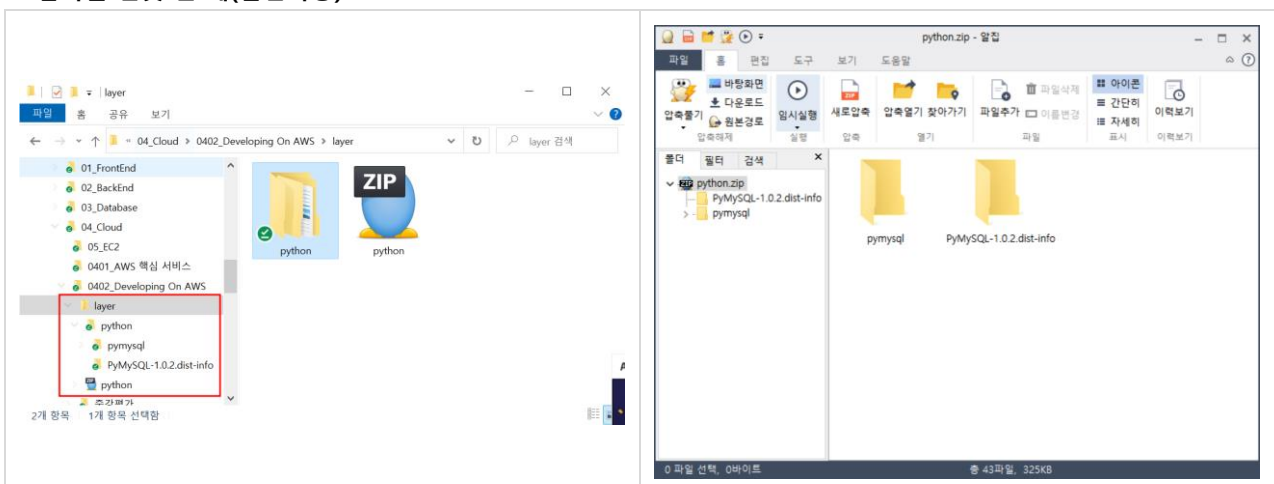 layer
파일 홈 공유 보기
« 04_Cloud > 0402_Developing On AWS > layer
layer 검색
01_FrontEnd
02_BackEnd
03_Database
04_Cloud
05_EC2
0401_AWS 핵심 서비스
0402_Developing On AWS
layer
python
pymysql
PyMySQL-1.0.2.dist-info
python
ZIP
python
python
2개 항목 1개 항목 선택함
python.zip - 알집
파일 홈 편집 도구 보기 도움말
압축풀기
바탕화면
다운로드
원본경로
임시실행
새로압축
압축열기
찾아가기
파일추가
파일삭제
이름변경
아이콘
간단히
자세히
이력보기
압축해제 실행 압축 열기 파일 표시 이력보기
폴더 필터 검색
python.zip
PyMySQL-1.0.2.dist-info
pymysql
pymysql
PyMySQL-1.0.2.dist-info
0 파일 선택, 0바이트
총 43파일, 325KB